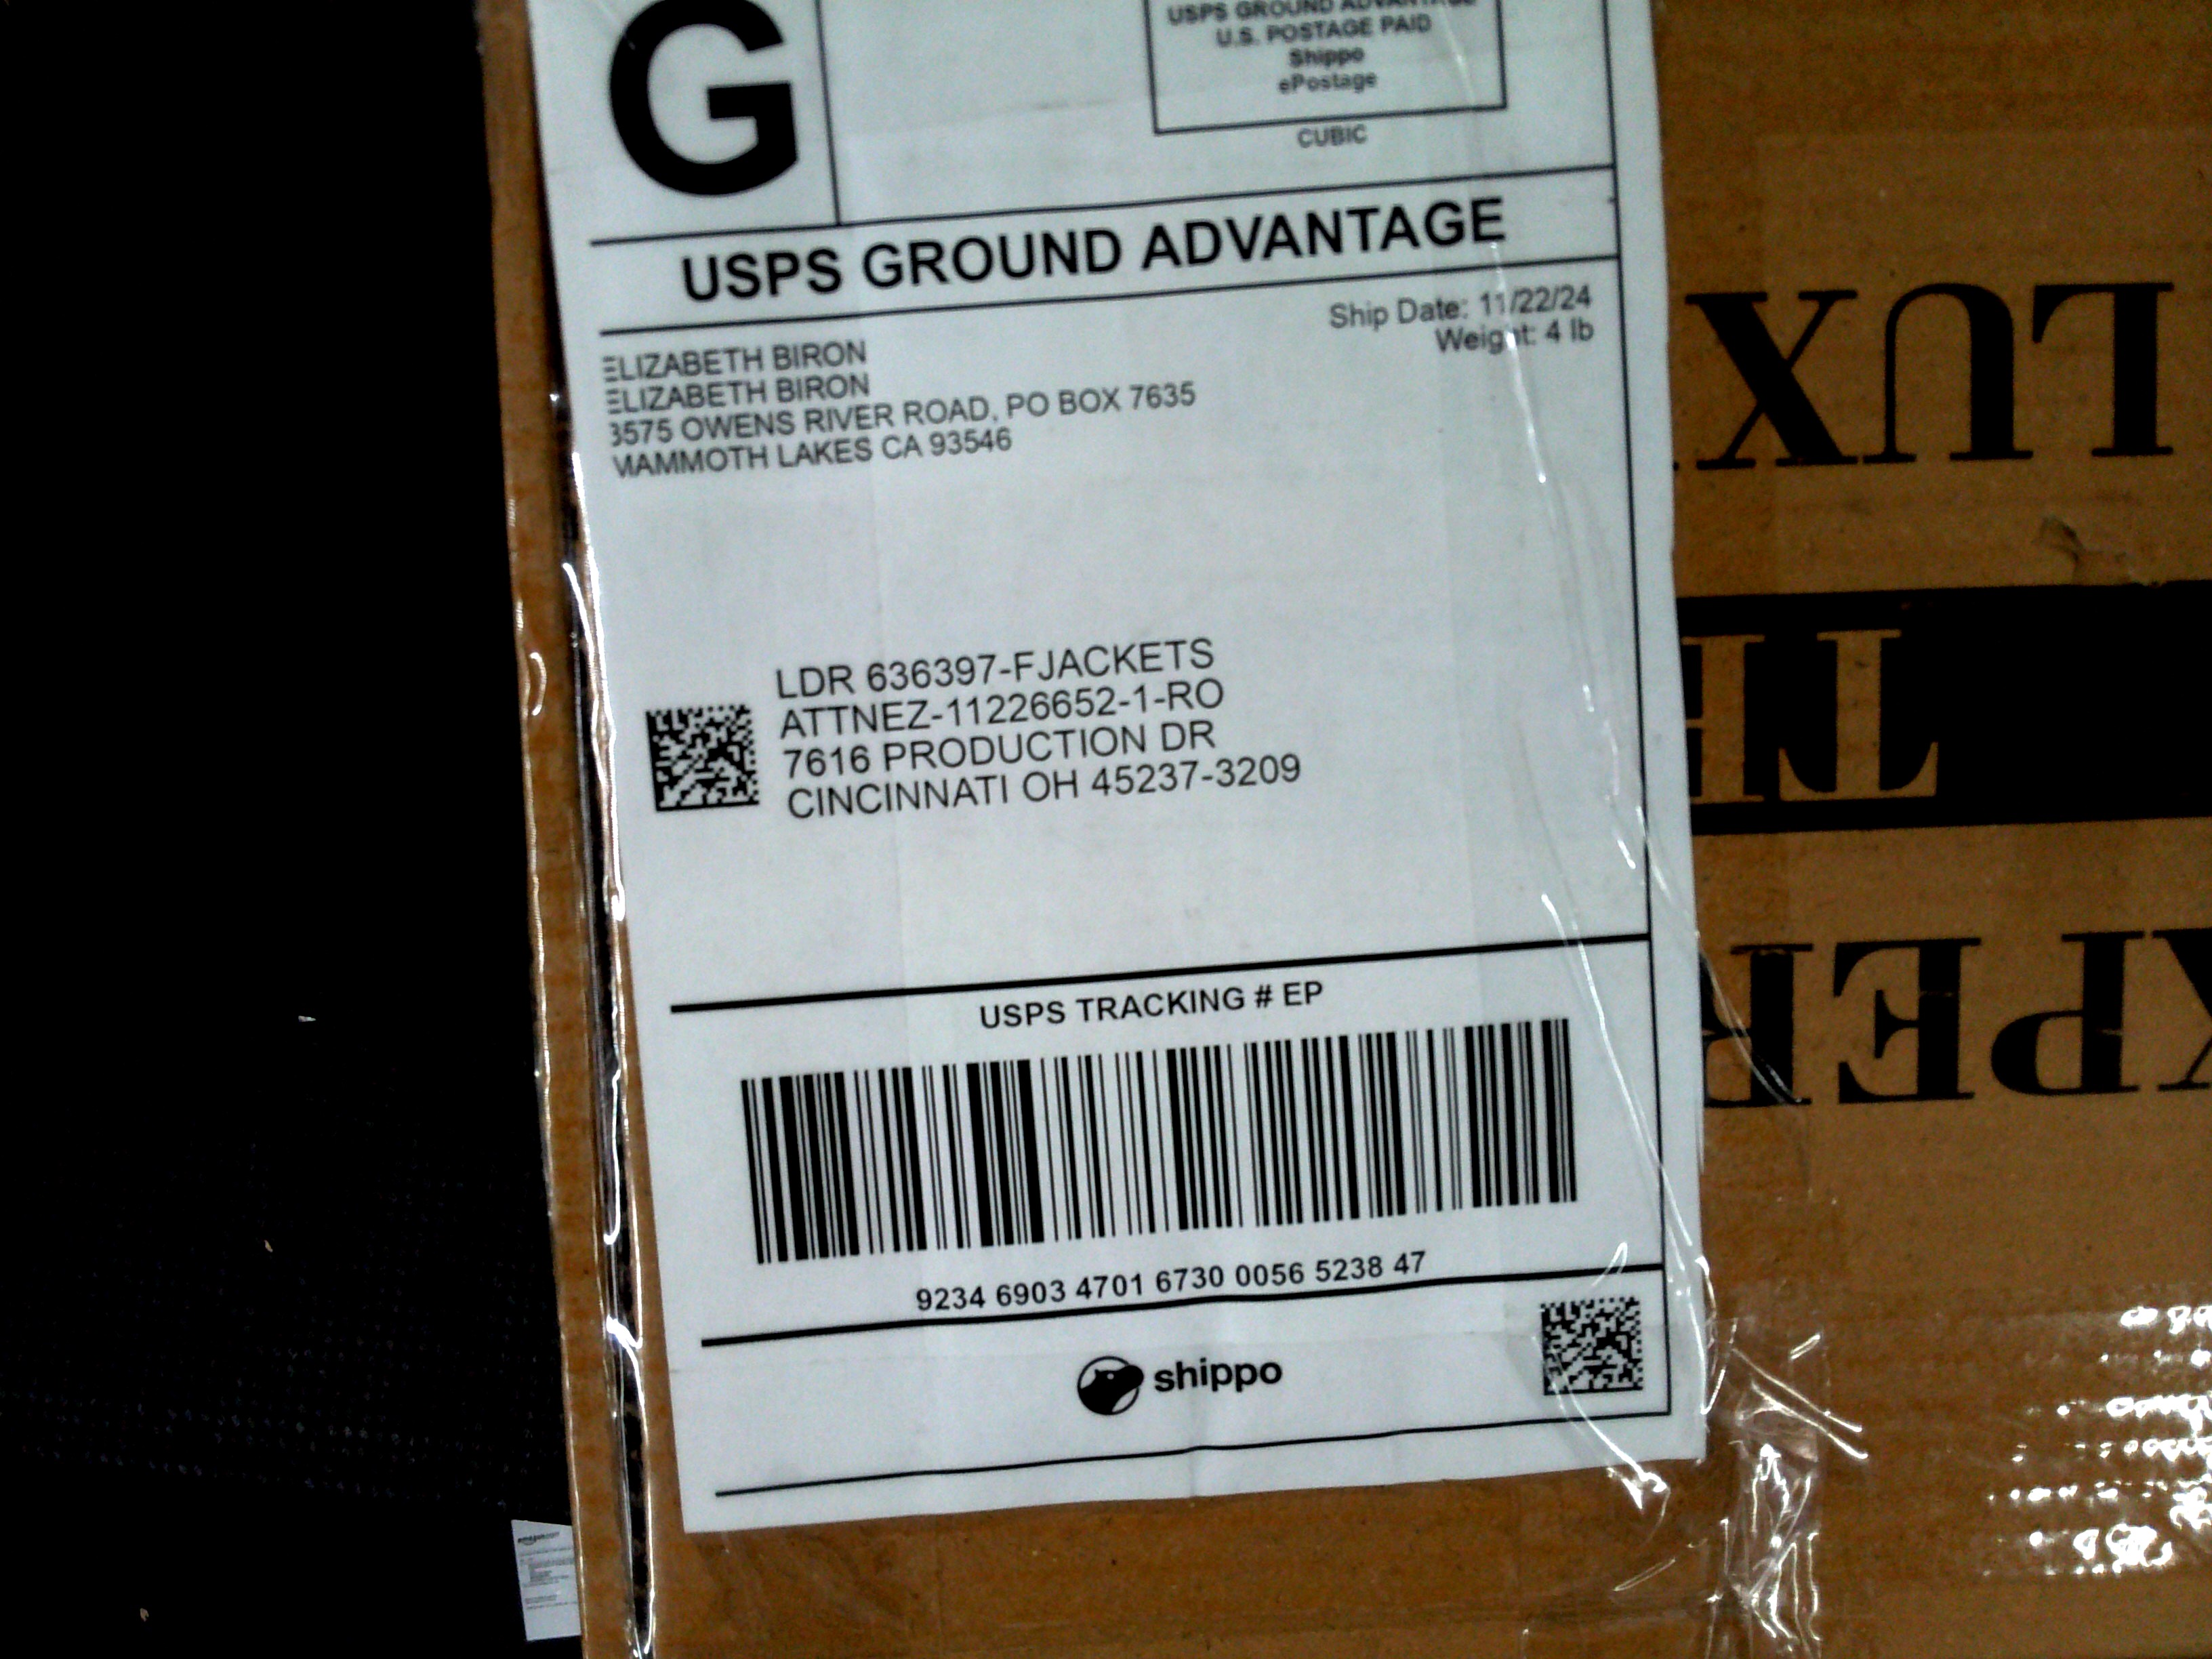 G
USPS GROUND ADVANTAGE
U.S. POSTAGE PAID
Shippo
ePostage
CUBIC
USPS GROUND ADVANTAGE
Ship Date: 11/22/24
Weight: 4 lb
ELIZABETH BIRON
ELIZABETH BIRON
3575 OWENS RIVER ROAD, PO BOX 7635
MAMMOTH LAKES CA 93546
LDR 636397-FJACKETS
ATTNEZ-11226652-1-RO
7616 PRODUCTION DR
CINCINNATI OH 45237-3209
USPS TRACKING # EP
9234 6903 4701 6730 0056 5238 47
shippo
XPER
TH
LUX